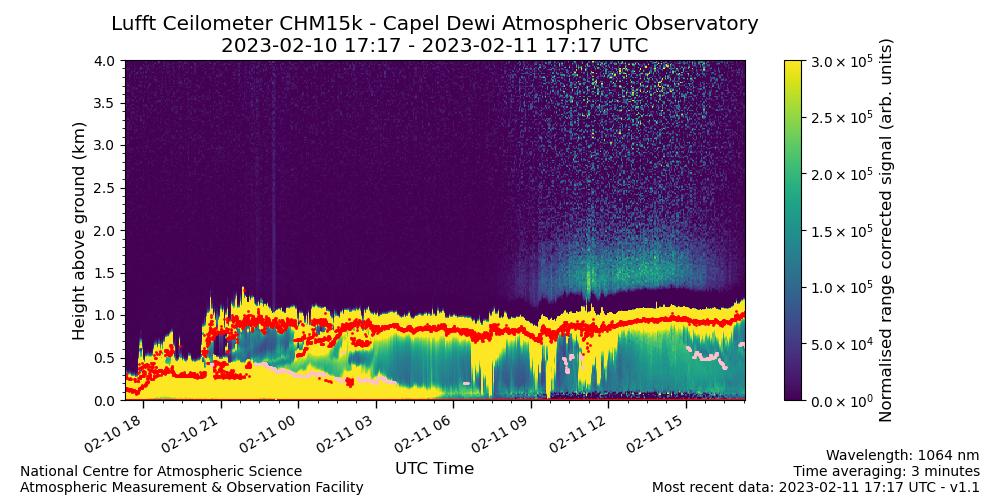 Lufft Ceilometer CHM15k - Capel Dewi Atmospheric Observatory
2023-02-10 17:17 - 2023-02-11 17:17 UTC
Height above ground (km)
4.0
3.5
3.0
2.5
2.0
1.5
1.0
0.5
0.0
02-10 18
02-10 21
02-11 00
02-11 03
02-11 06
02-11 09
02-11 12
02-11 15
UTC Time
3.0 × 10⁵
2.5 × 10⁵
2.0 × 10⁵
1.5 × 10⁵
1.0 × 10⁵
5.0 × 10⁴
0.0 × 10⁰
Normalised range corrected signal (arb. units)
National Centre for Atmospheric Science
Atmospheric Measurement & Observation Facility
Wavelength: 1064 nm
Time averaging: 3 minutes
Most recent data: 2023-02-11 17:17 UTC - v1.1